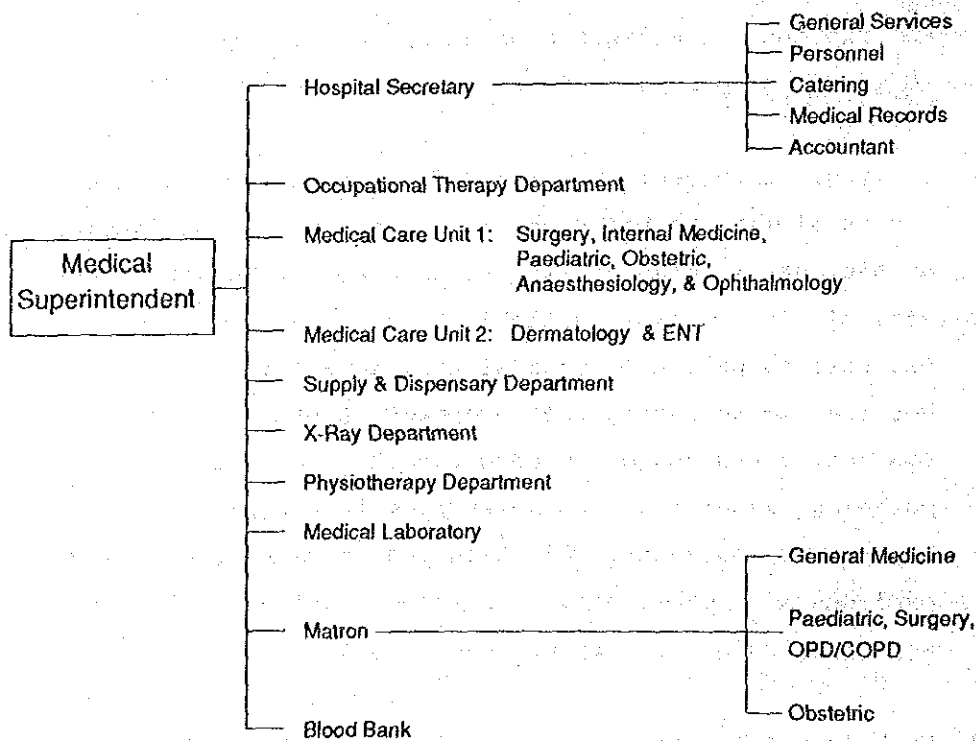 General Services
Personnel
Hospital Secretary
Catering
Medical Records
Accountant
Occupational Therapy Department
Medical Care Unit 1: Surgery, Internal Medicine,
Paediatric, Obstetric,
Anaesthesiology, & Ophthalmology
Medical
Superintendent
Medical Care Unit 2: Dermatology & ENT
Supply & Dispensary Department
X-Ray Department
Physiotherapy Department
Medical Laboratory
General Medicine
Matron
Paediatric, Surgery,
OPD/COPD
Obstetric
Blood Bank